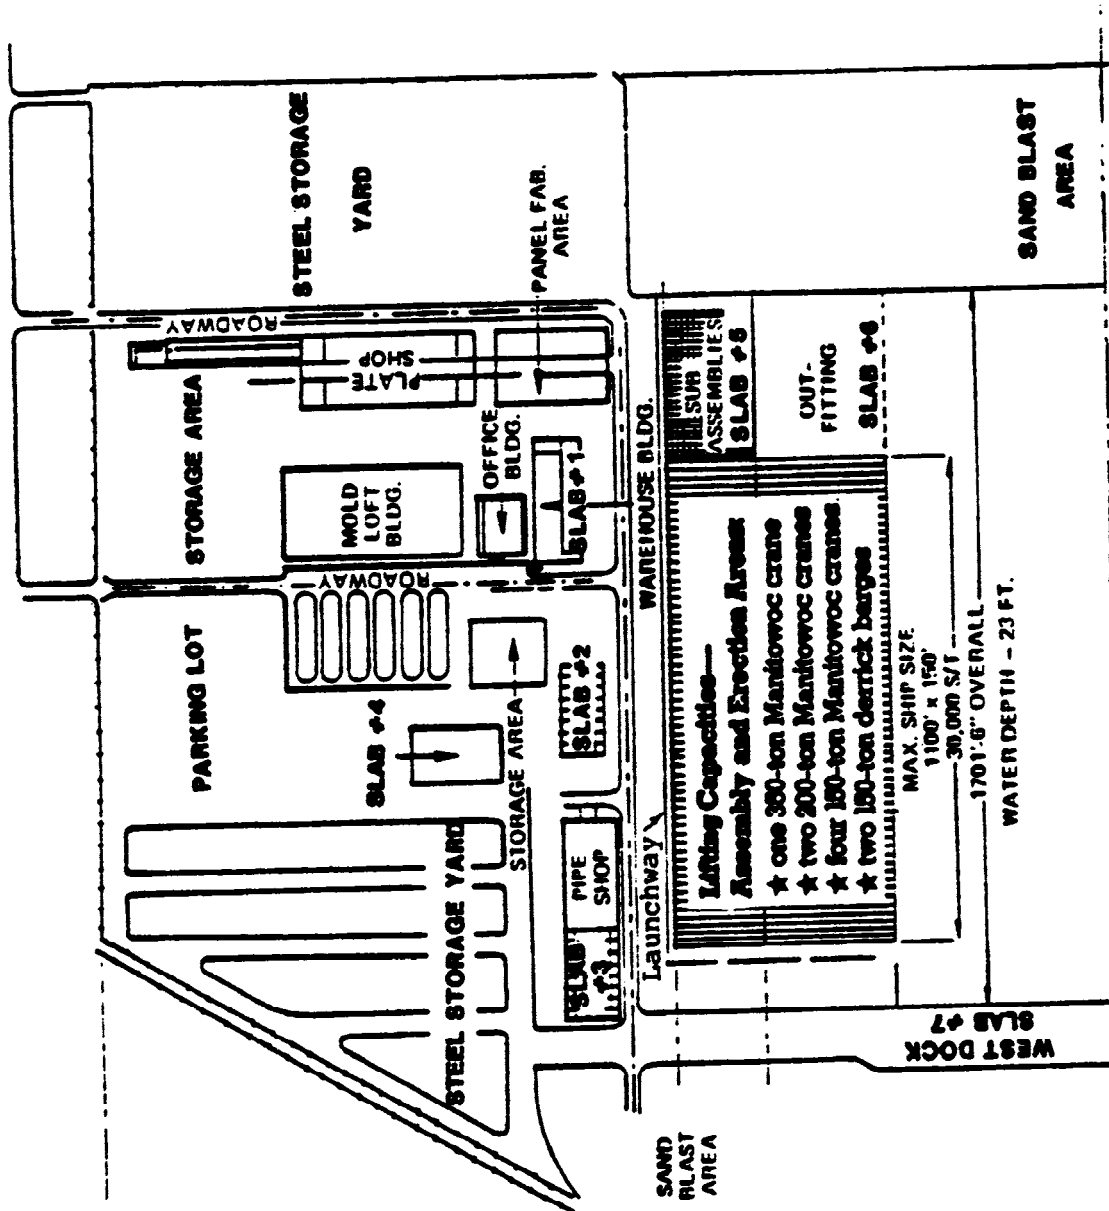 PARKING LOT
STORAGE AREA
STEEL STORAGE
YARD
ROADWAY
ROADWAY
MOLD
LOFT
BLDG.
PLATE
SHOP
SLAB #4
STORAGE AREA
OFFICE
BLDG.
PANEL FAB.
AREA
STEEL STORAGE YARD
SLAB #2
SLAB #1
SLAB
#3
PIPE
SHOP
Launchway
WAREHOUSE BLDG.
SUB
ASSEMBLIES
SLAB #5
OUT-
FITTING
SLAB #6
Lifting Capacities—
Assembly and Erection Areas:
★ one 350-ton Manitowoc crane
★ two 200-ton Manitowoc cranes
★ four 150-ton Manitowoc cranes
★ two 150-ton derrick barges
MAX. SHIP SIZE
1100' x 150'
30,000 S/T
1701'-6" OVERALL
WATER DEPTH - 23 FT.
SAND
BLAST
AREA
WEST DOCK
SLAB #7
SAND BLAST
AREA